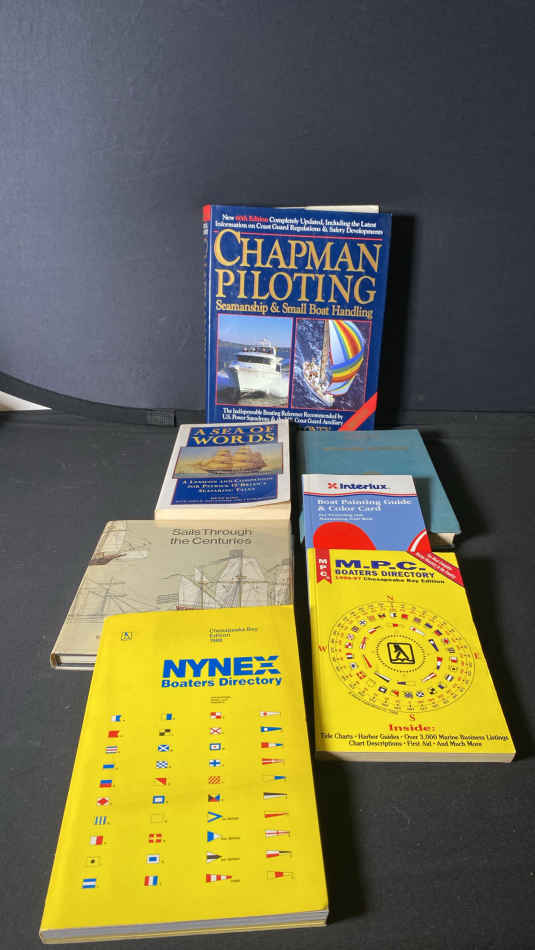 New 60th Edition Completely Updated, Including the Latest
Information on Coast Guard Regulations & Safety Developments
CHAPMAN
PILOTING
Seamanship & Small Boat Handling
The Indispensable Boating Reference Recommended by
U.S. Power Squadrons & the U.S. Coast Guard Auxiliary
A SEA OF
WORDS
A LEXICON AND COMPANION
FOR PATRICK O'BRIAN'S
SEAFARING TALES
Interlux
Boat Painting Guide
& Color Card
Sails Through
the Centuries
M.P.C.
M.P.C.
BOATERS DIRECTORY
1996-97 Chesapeake Bay Edition
N
W
E
S
Inside:
Tide Charts • Harbor Guides • Over 3,000 Marine Business Listings
Chart Descriptions • First Aid • And Much More
Chesapeake Bay
Edition
NYNEX
Boaters Directory